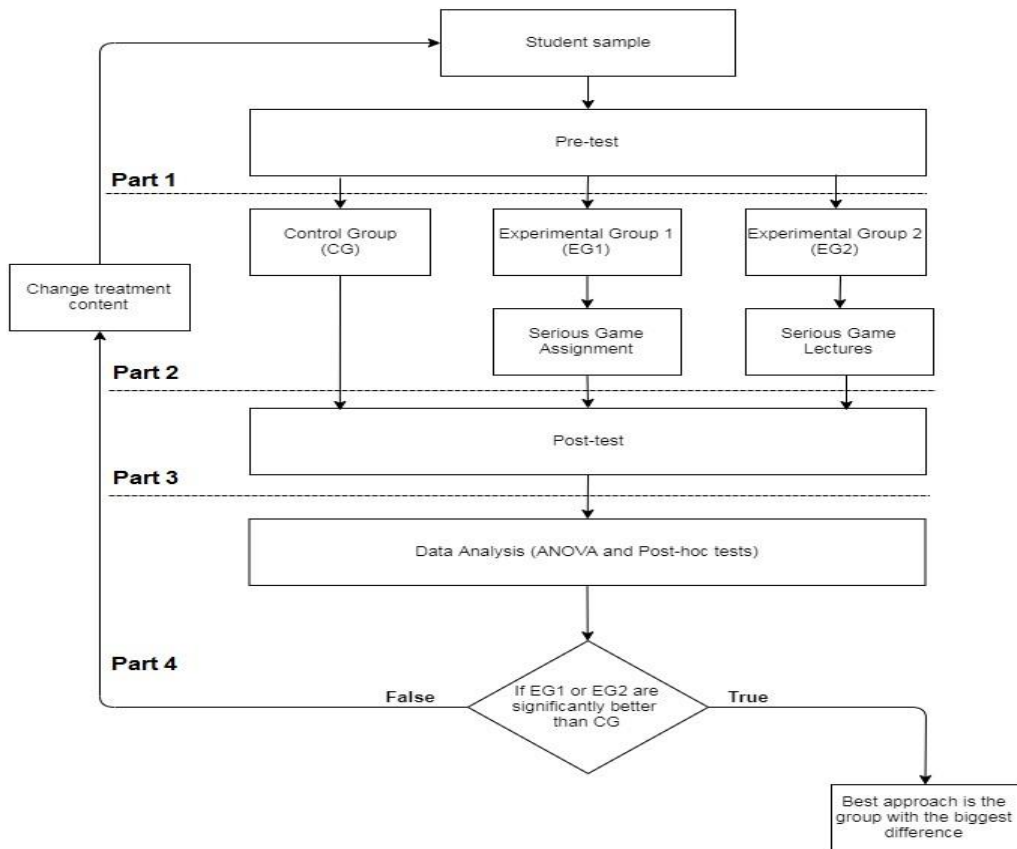 Student sample
Pre-test
Part 1
Control Group
(CG)
Experimental Group 1
(EG1)
Experimental Group 2
(EG2)
Change treatment
content
Serious Game
Assignment
Serious Game
Lectures
Part 2
Post-test
Part 3
Data Analysis (ANOVA and Post-hoc tests)
Part 4
False
If EG1 or EG2 are
significantly better
than CG
True
Best approach is the
group with the biggest
difference